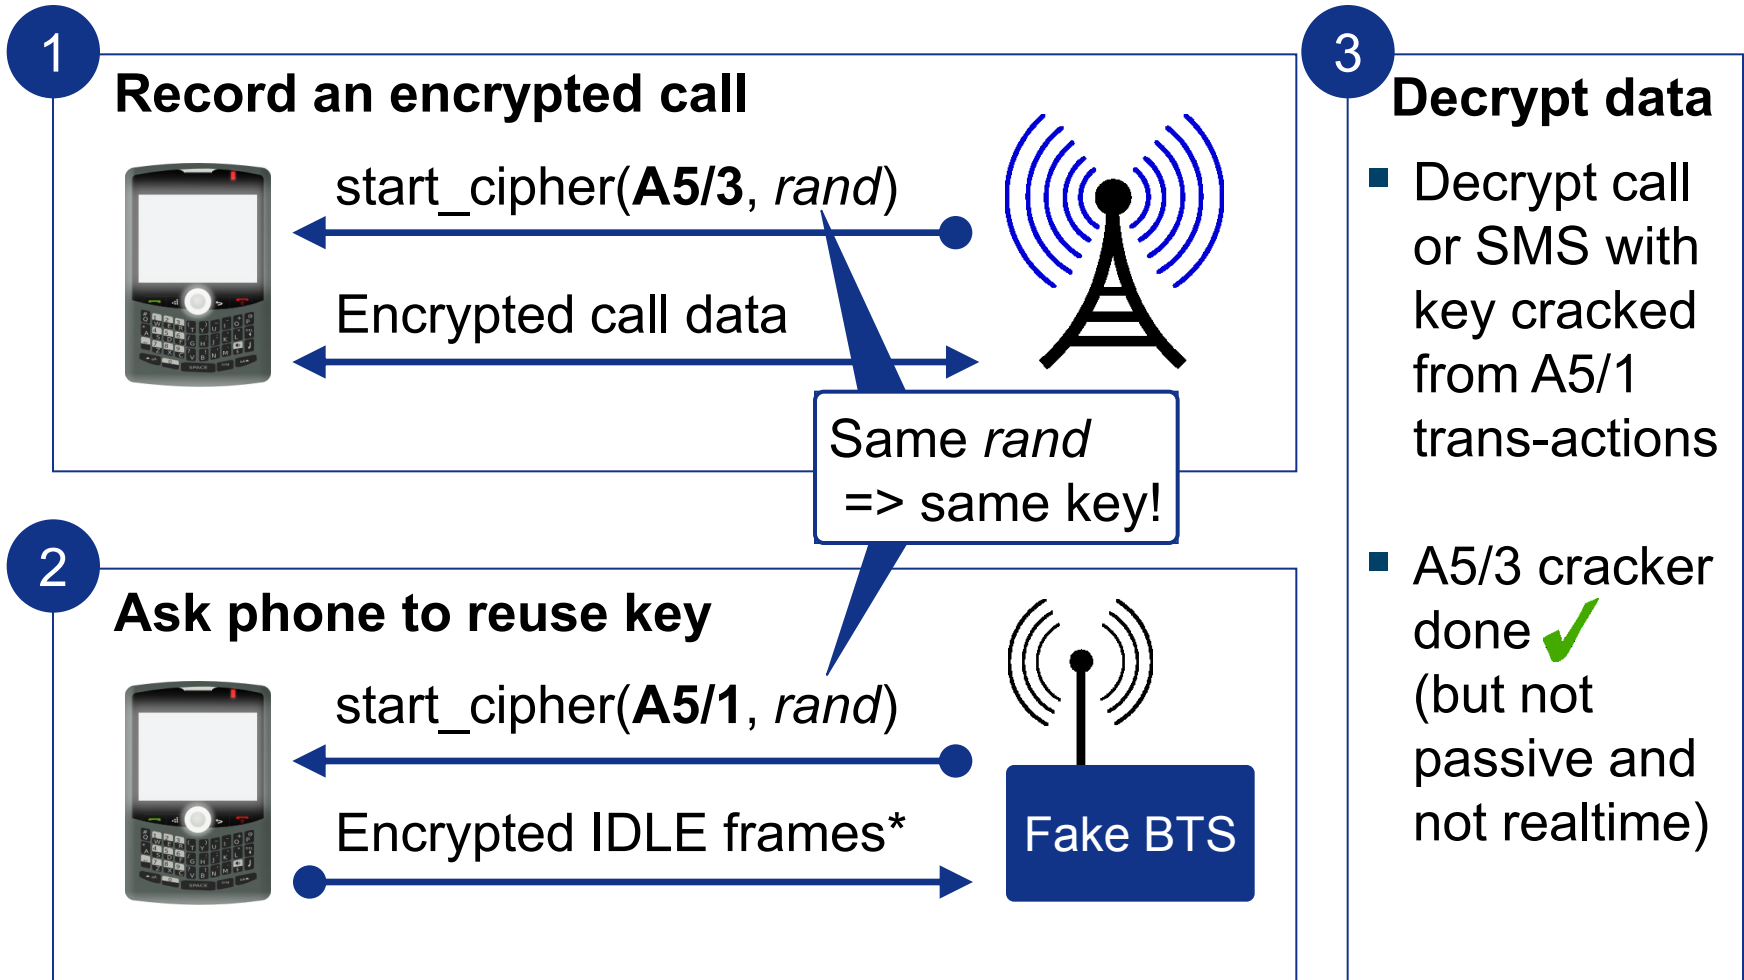 1
Record an encrypted call
start_cipher(A5/3, rand)
Encrypted call data
Same rand
=> same key!
2
Ask phone to reuse key
start_cipher(A5/1, rand)
Encrypted IDLE frames*
Fake BTS
3
Decrypt data
Decrypt call
or SMS with
key cracked
from A5/1
trans-actions
A5/3 cracker
done
(but not
passive and
not realtime)